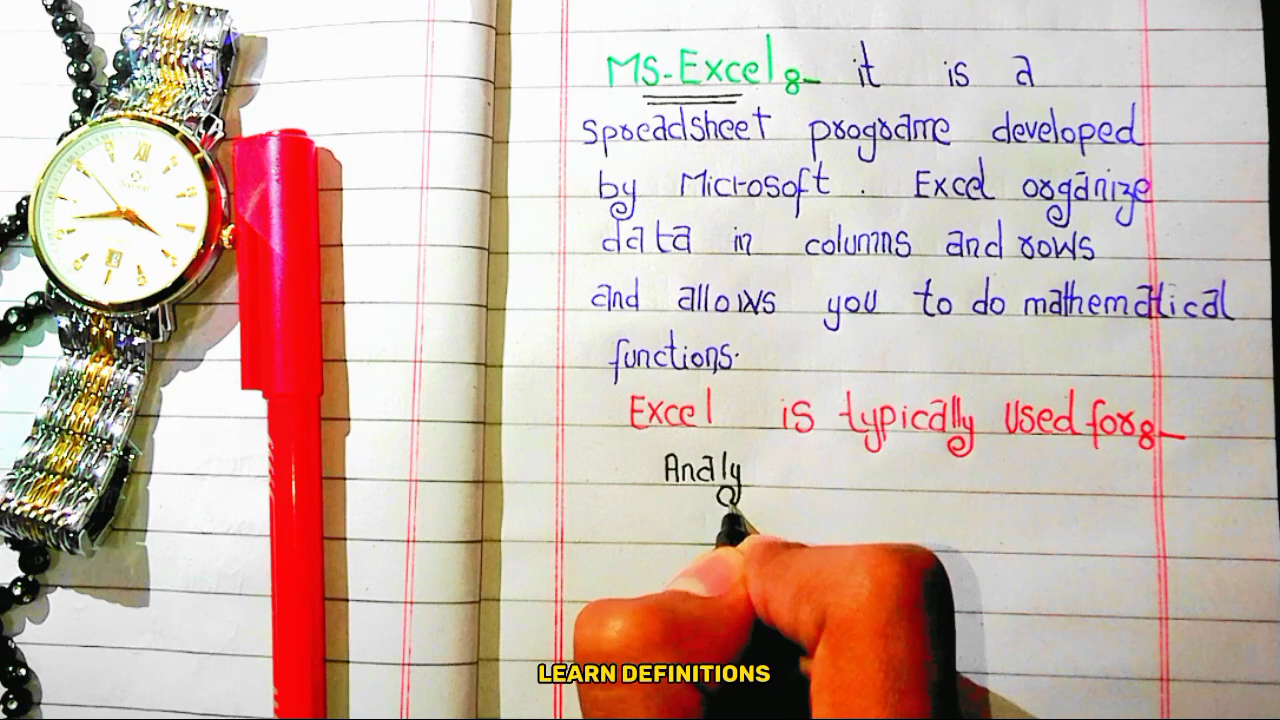 MS-Excel :- it is a
spreadsheet programe developed
by Microsoft. Excel organize
data in columns and rows
and allows you to do mathematical
functions.
Excel is typically used for:-
Analy
LEARN DEFINITIONS